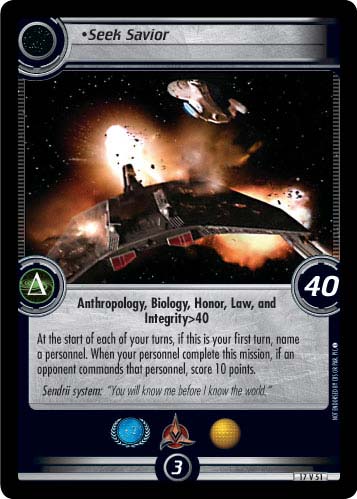 •Seek Savior
40
Anthropology, Biology, Honor, Law, and
Integrity>40
At the start of each of your turns, if this is your first turn, name
a personnel. When your personnel complete this mission, if an
opponent commands that personnel, score 10 points.
Sendrii system: "You will know me before I know the world."
3
17 V 51